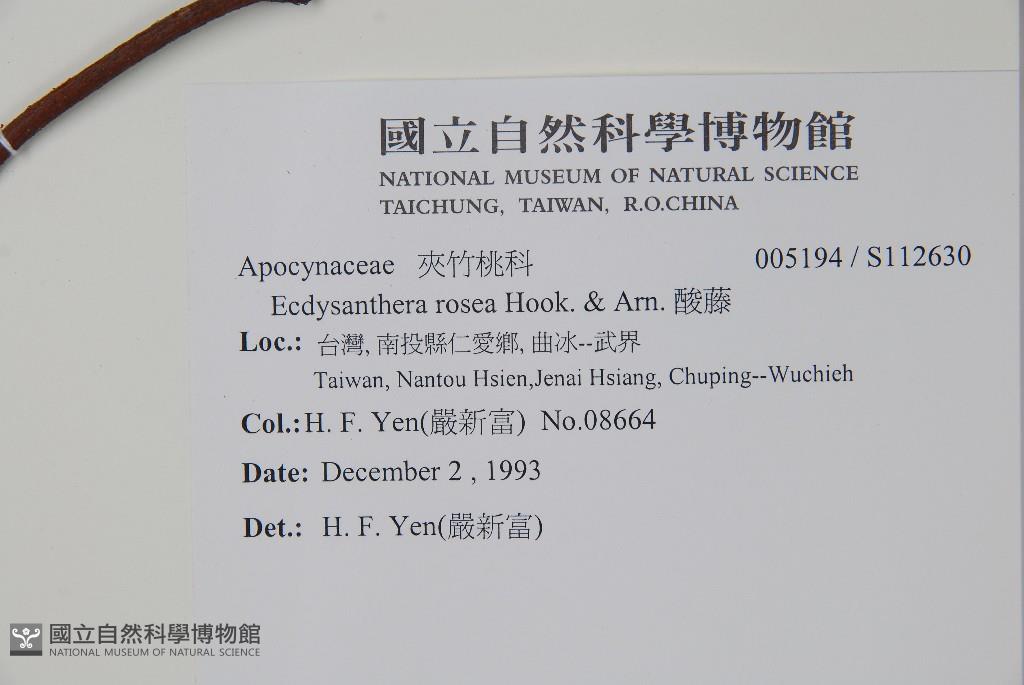 國立自然科學博物館
NATIONAL MUSEUM OF NATURAL SCIENCE
TAICHUNG, TAIWAN, R.O.CHINA
Apocynaceae 夾竹桃科 005194 / S112630
Ecdysanthera rosea Hook. & Arn. 酸藤
Loc.: 台灣, 南投縣仁愛鄉, 曲冰--武界
Taiwan, Nantou Hsien,Jenai Hsiang, Chuping--Wuchieh
Col.: H. F. Yen(嚴新富) No.08664
Date: December 2 , 1993
Det.: H. F. Yen(嚴新富)
國立自然科學博物館
NATIONAL MUSEUM OF NATURAL SCIENCE